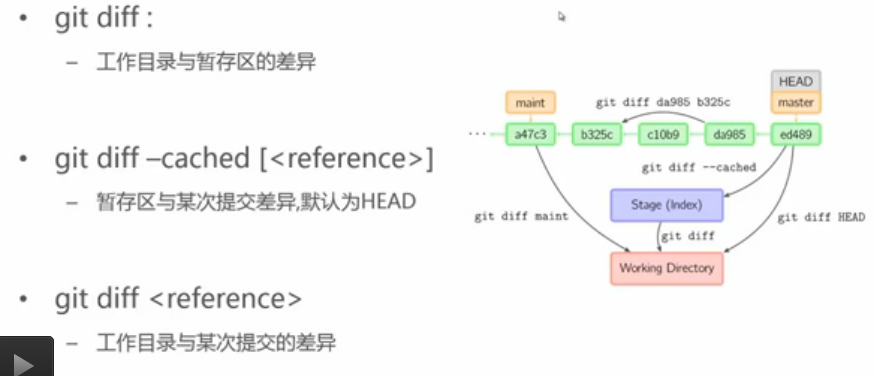 git diff :
工作目录与暂存区的差异
git diff –cached [<reference>]
暂存区与某次提交差异,默认为HEAD
git diff <reference>
工作目录与某次提交的差异
HEAD
maint
git diff da985 b325c
master
... a47c3 b325c c10b9 da985 ed489
git diff --cached
Stage (Index)
git diff maint
git diff HEAD
git diff
Working Directory